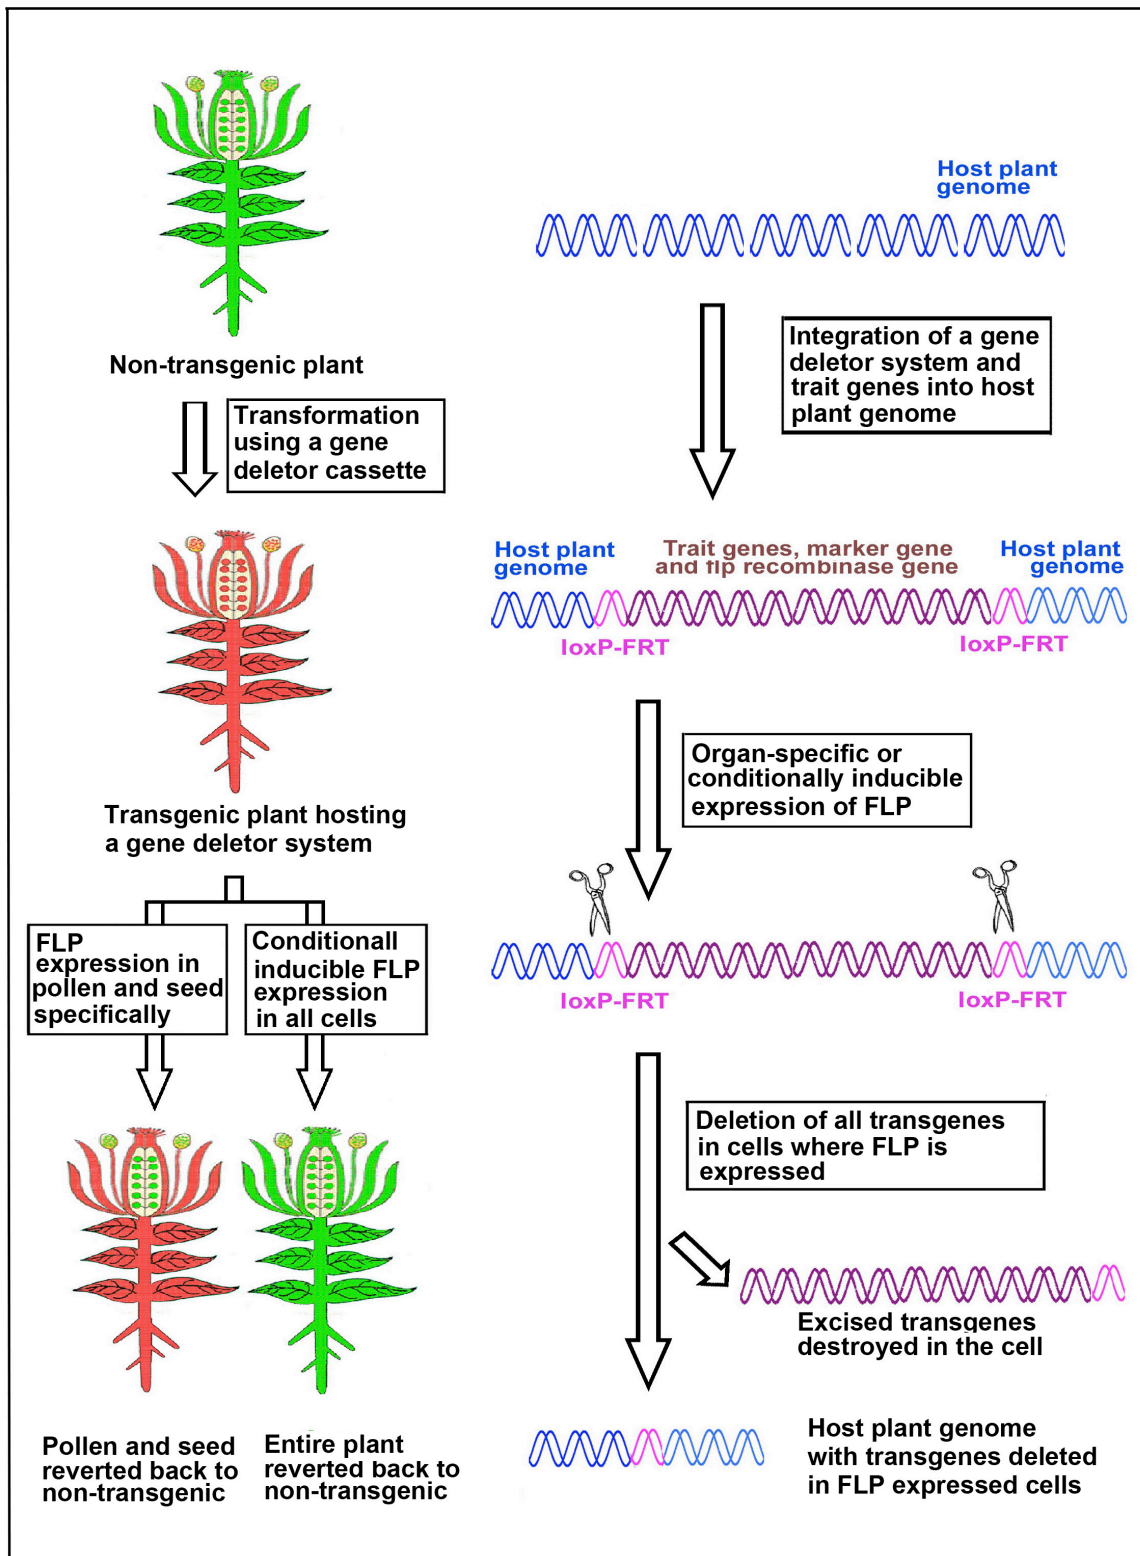 Non-transgenic plant
Transformation
using a gene
deletor cassette
Transgenic plant hosting
a gene deletor system
FLP
expression in
pollen and seed
specifically
Conditionall
inducible FLP
expression
in all cells
Pollen and seed
reverted back to
non-transgenic
Entire plant
reverted back to
non-transgenic
Host plant
genome
Integration of a gene
deletor system and
trait genes into host
plant genome
Host plant
genome
Trait genes, marker gene
and flp recombinase gene
Host plant
genome
loxP-FRT
loxP-FRT
Organ-specific or
conditionally inducible
expression of FLP
loxP-FRT
loxP-FRT
Deletion of all transgenes
in cells where FLP is
expressed
Excised transgenes
destroyed in the cell
Host plant genome
with transgenes deleted
in FLP expressed cells